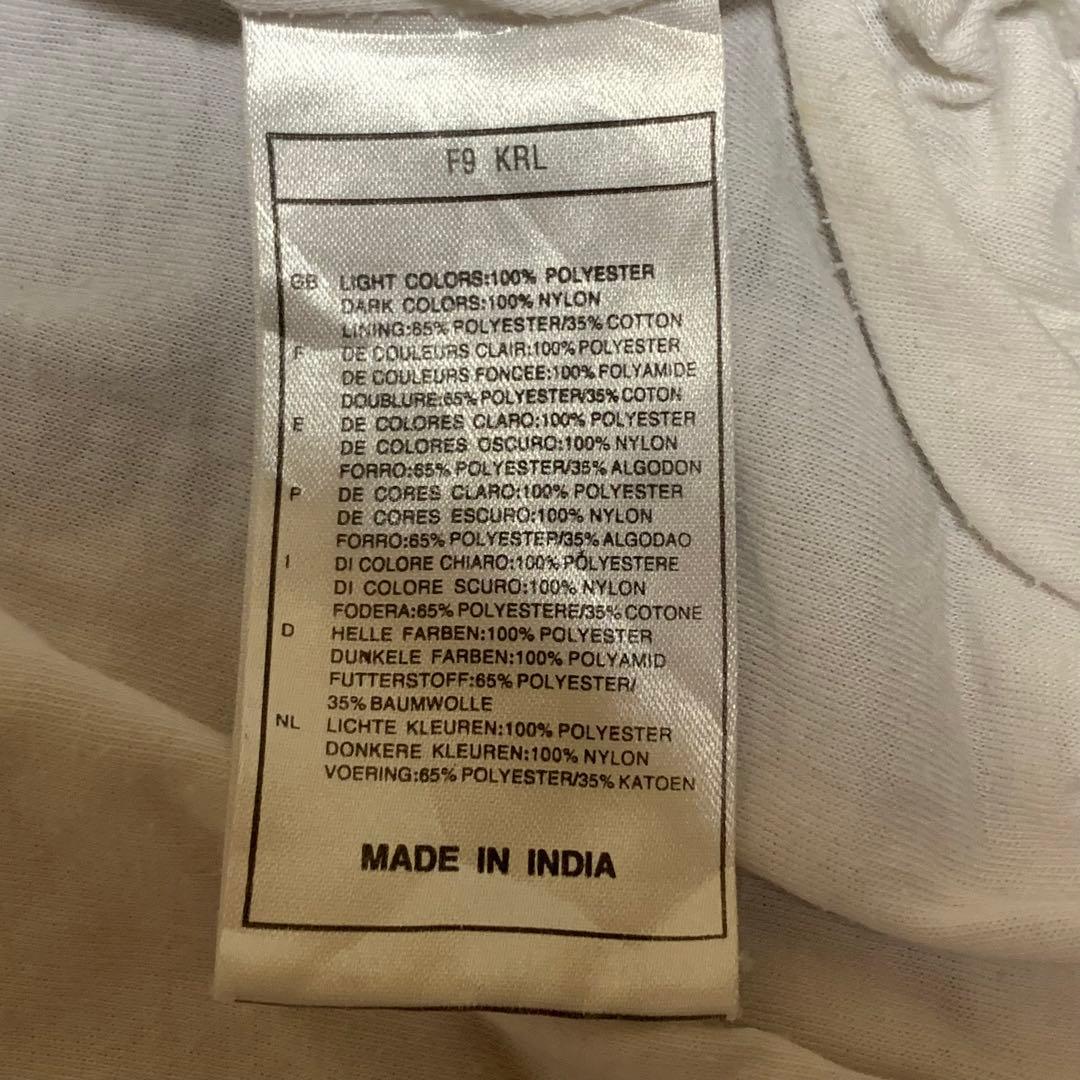 F9 KRL
GB LIGHT COLORS:100% POLYESTER
DARK COLORS:100% NYLON
LINING:65% POLYESTER/35% COTTON
F DE COULEURS CLAIR:100% POLYESTER
DE COULEURS FONCEE:100% FOLYAMIDE
DOUBLURE:65% POLYESTER/35% COTON
E DE COLORES CLARO:100% POLYESTER
DE COLORES OSCURO:100% NYLON
FORRO:65% POLYESTER/35% ALGODON
P DE CORES CLARO:100% POLYESTER
DE CORES ESCURO:100% NYLON
FORRO:65% POLYESTER/35% ALGODAO
I DI COLORE CHIARO:100% POLYESTERE
DI COLORE SCURO:100% NYLON
FODERA:65% POLYESTERE/35% COTONE
D HELLE FARBEN:100% POLYESTER
DUNKELE FARBEN:100% POLYAMID
FUTTERSTOFF:65% POLYESTER/
35% BAUMWOLLE
NL LICHTE KLEUREN:100% POLYESTER
DONKERE KLEUREN:100% NYLON
VOERING:65% POLYESTER/35% KATOEN
MADE IN INDIA